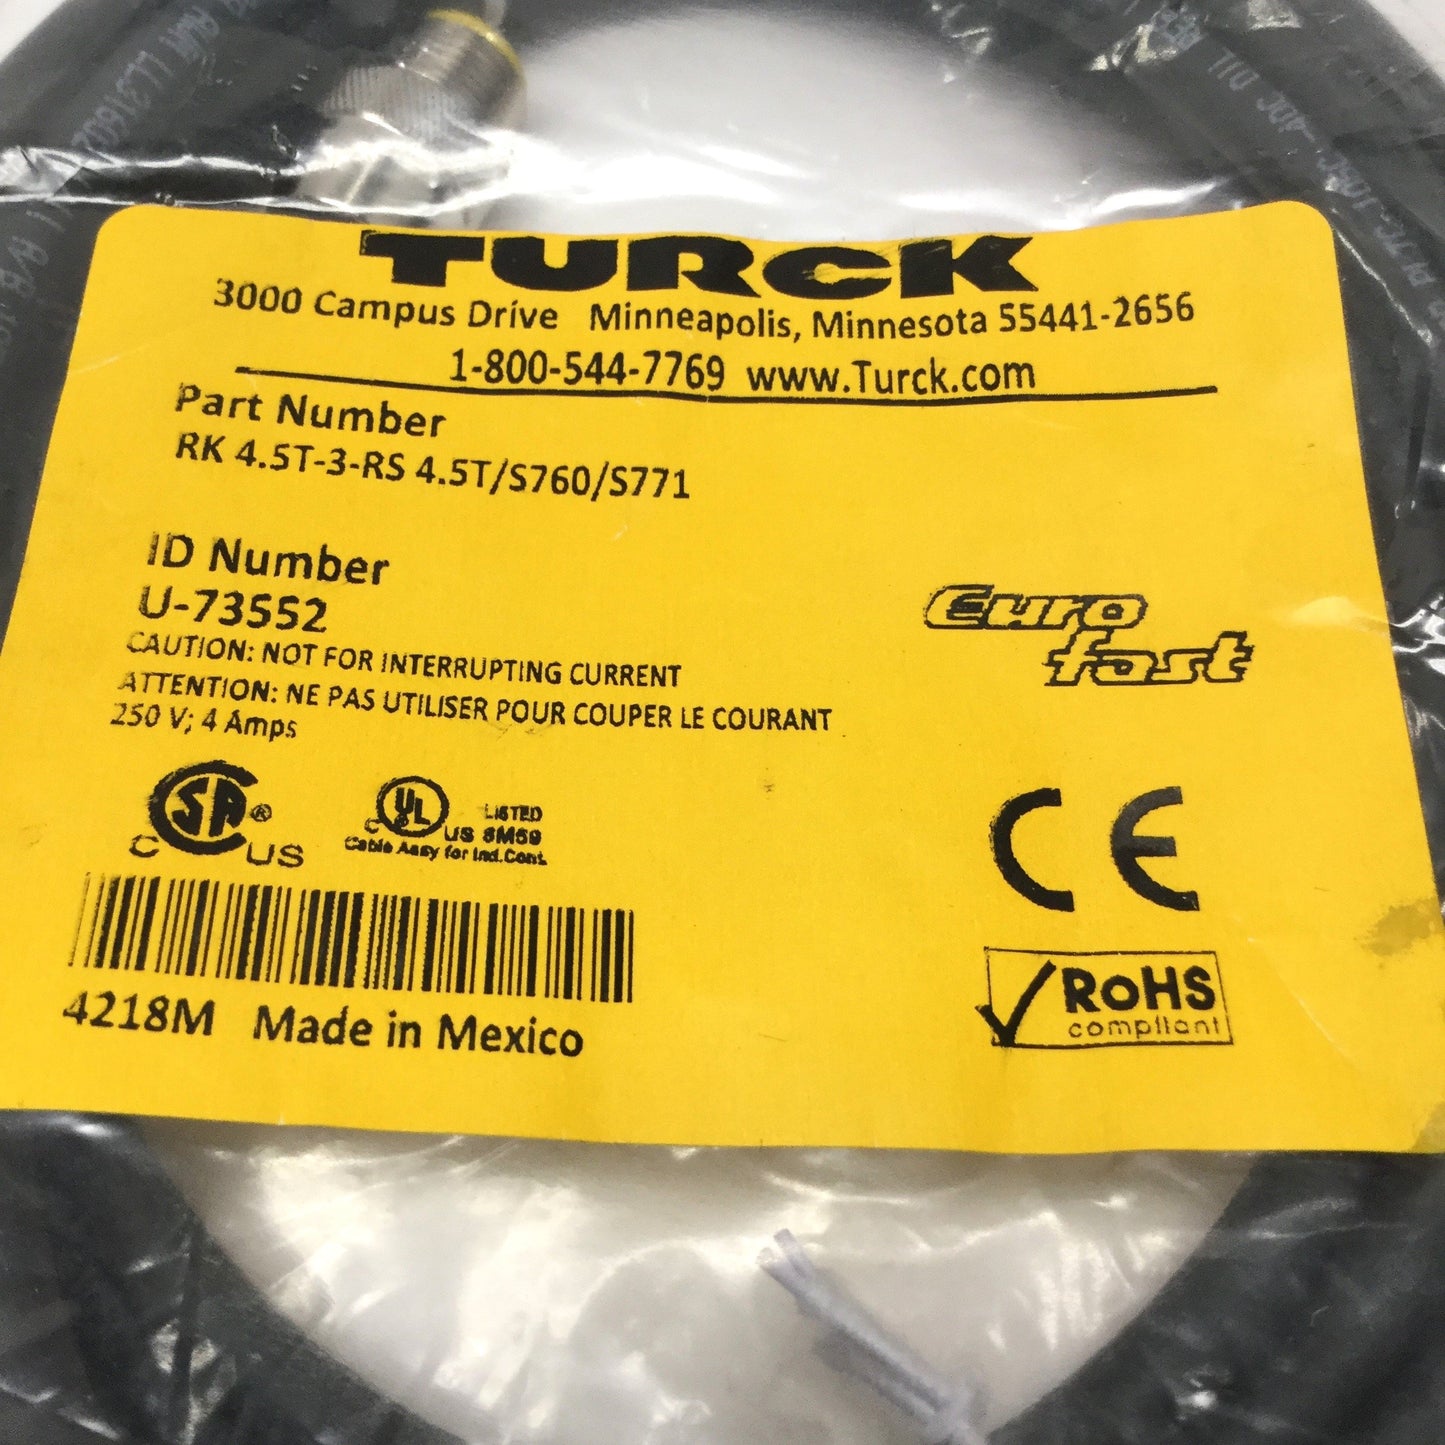 TURCK
3000 Campus Drive Minneapolis, Minnesota 55441-2656
1-800-544-7769 www.Turck.com
Part Number
RK 4.5T-3-RS 4.5T/S760/S771
ID Number
U-73552
CAUTION: NOT FOR INTERRUPTING CURRENT
ATTENTION: NE PAS UTILISER POUR COUPER LE COURANT
250 V; 4 Amps
Euro
fast
CSA ®
C US
UL LISTED
C US 8M59
Cable Assy for Ind.Cont.
CE
RoHS
compliant
4218M Made in Mexico